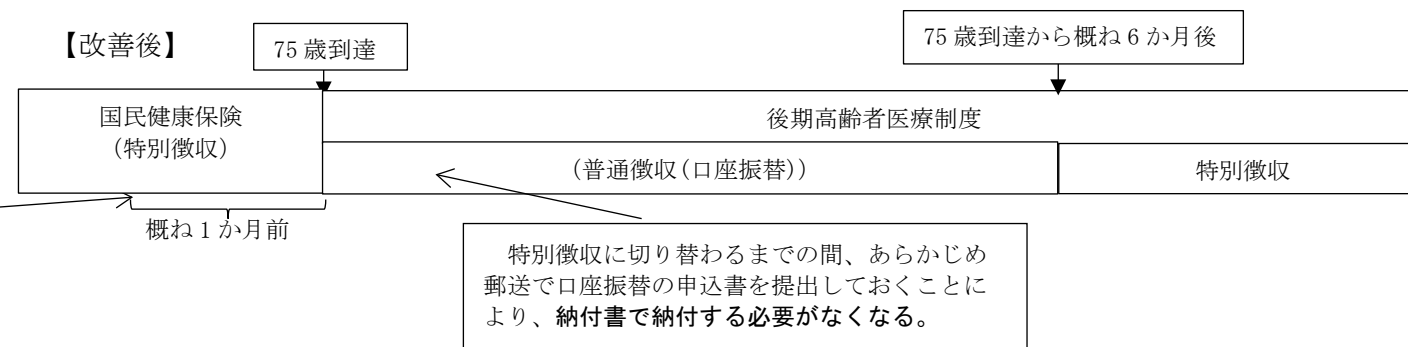 【改善後】
75 歳到達
75 歳到達から概ね 6 か月後
国民健康保険
（特別徴収）
後期高齢者医療制度
（普通徴収（口座振替））
特別徴収
概ね 1 か月前
特別徴収に切り替わるまでの間、あらかじめ
郵送で口座振替の申込書を提出しておくことに
より、納付書で納付する必要がなくなる。